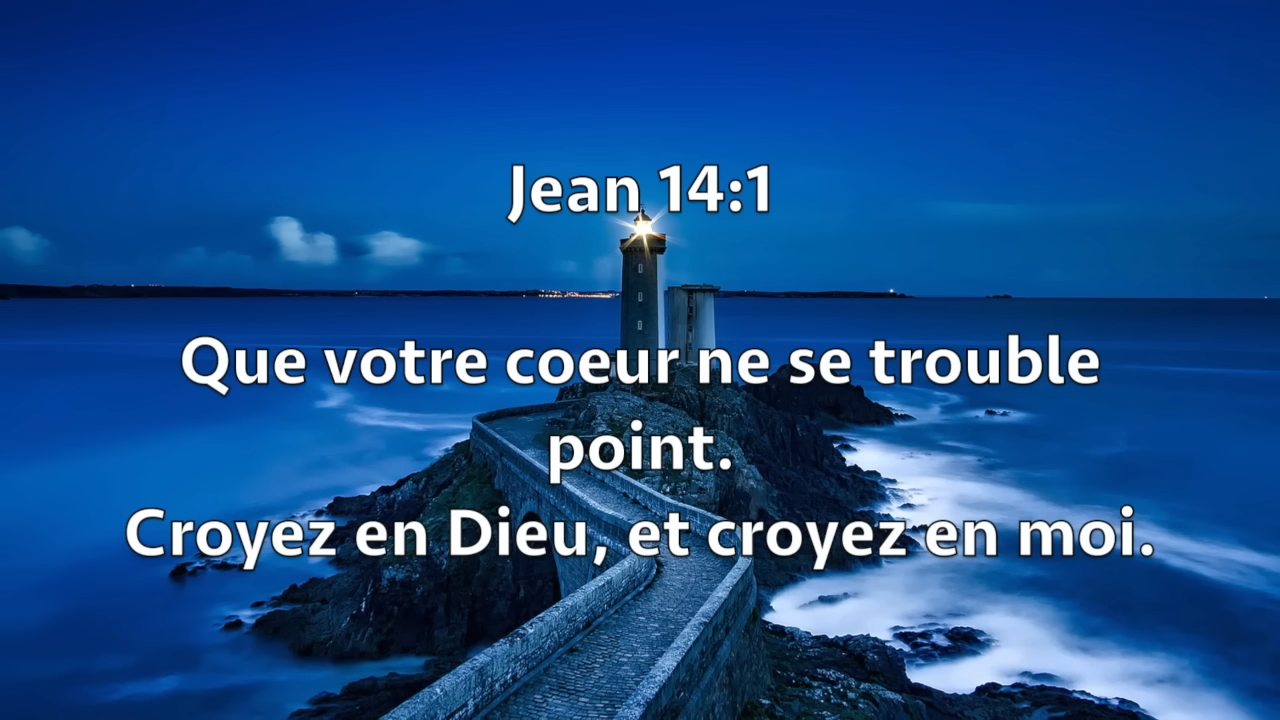 Jean 14:1
Que votre coeur ne se trouble
point.
Croyez en Dieu, et croyez en moi.